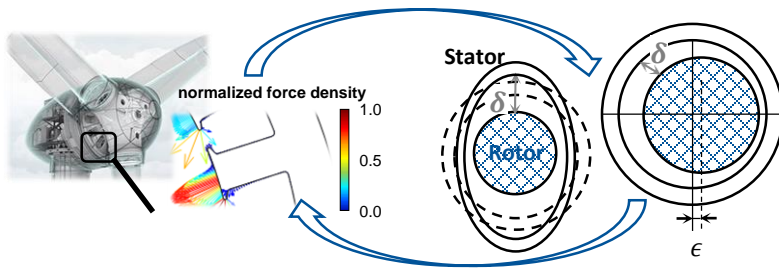 normalized force density
1.0
0.5
0.0
Stator
δ
Rotor
δ
ϵ